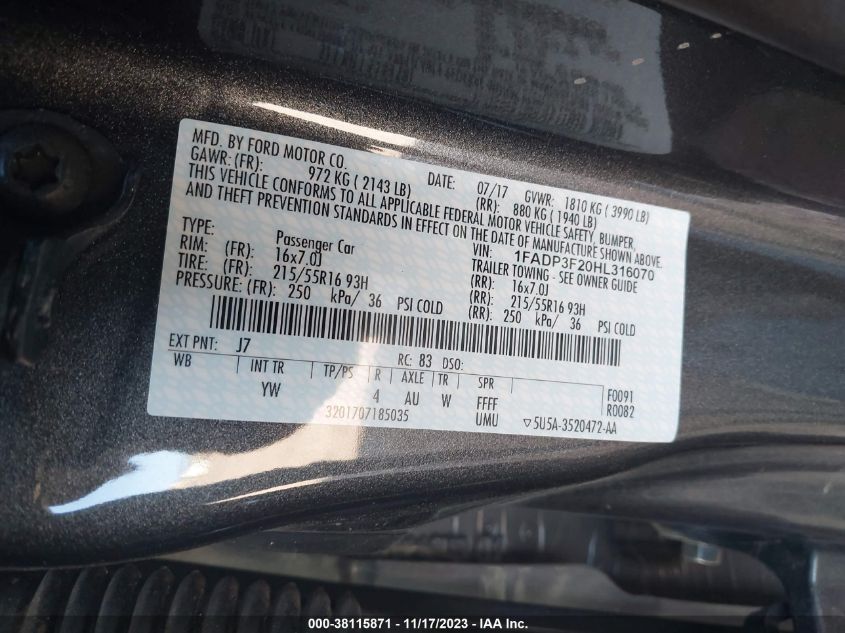 MFD. BY FORD MOTOR CO. DATE: 07/17 GVWR: 1810 KG ( 3990 LB)
GAWR: (FR): 972 KG ( 2143 LB) (RR): 880 KG ( 1940 LB)
THIS VEHICLE CONFORMS TO ALL APPLICABLE FEDERAL MOTOR VEHICLE SAFETY, BUMPER,
AND THEFT PREVENTION STANDARDS IN EFFECT ON THE DATE OF MANUFACTURE SHOWN ABOVE.
VIN: 1FADP3F20HL316070
TYPE: Passenger Car TRAILER TOWING - SEE OWNER GUIDE
RIM: (FR): 16x7.0J (RR): 16x7.0J
TIRE: (FR): 215/55R16 93H (RR): 215/55R16 93H
PRESSURE: (FR): 250 kPa/ 36 PSI COLD (RR): 250 kPa/ 36 PSI COLD
EXT PNT: J7 RC: 83 DSO:
WB INT TR TP/PS R AXLE TR SPR F0091
YW 4 AU W FFFF R0082
3201707185035 UMU ▽5U5A-3520472-AA
000-38115871 - 11/17/2023 - IAA Inc.